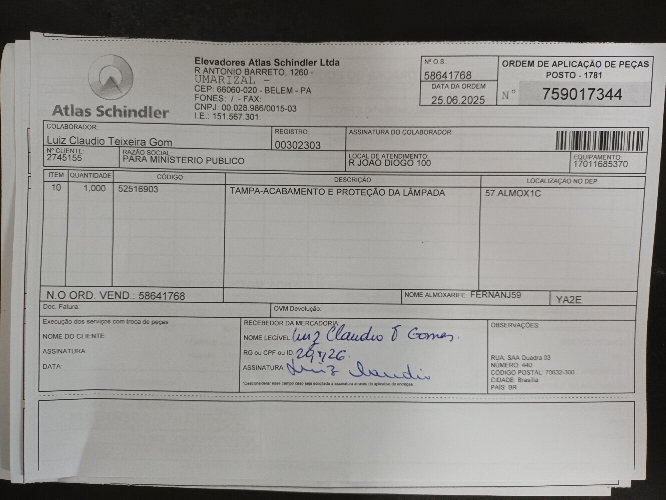 Atlas Schindler
Elevadores Atlas Schindler Ltda
R ANTONIO BARRETO, 1260 -
UMARIZAL -
CEP: 66060-020 - BELEM - PA
FONES: / - FAX:
CNPJ: 00.028.986/0015-03
I.E.: 151.567.301
Nº O.S.
58641768
DATA DA ORDEM
25.06.2025
ORDEM DE APLICAÇÃO DE PEÇAS
POSTO - 1781
Nº 759017344
COLABORADOR:
Luiz Claudio Teixeira Gom
REGISTRO:
00302303
ASSINATURA DO COLABORADOR:
Nº CLIENTE:
2745155
RAZÃO SOCIAL
PARA MINISTERIO PUBLICO
LOCAL DE ATENDIMENTO:
R JOAO DIOGO 100
EQUIPAMENTO:
17011685370
ITEM QUANTIDADE CÓDIGO DESCRIÇÃO LOCALIZAÇÃO NO DEP.
10 1,000 52516903 TAMPA-ACABAMENTO E PROTEÇÃO DA LÂMPADA 57 ALMOX1C
N.O ORD. VEND.: 58641768
NOME ALMOXARIFE: FERNANJ59
YA2E
Doc. Fatura:
OVM Devolução:
Execução dos serviços com troca de peças
NOME DO CLIENTE:
ASSINATURA:
DATA:
RECEBEDOR DA MERCADORIA:
NOME LEGÍVEL: Luiz Claudio T Gomes.
RG ou CPF ou ID:
ASSINATURA: Luiz Claudio
OBSERVAÇÕES:
RUA: SAA Quadra 03
NÚMERO: 440
CÓDIGO POSTAL: 70632-300
CIDADE: Brasília
PAÍS: BR